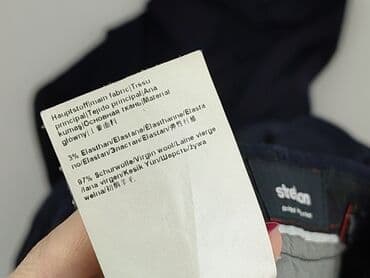 Hauptstoff|main fabric|Tissu
principal|Tejido principal|Ana
kumaş|Основная ткань|Material
główny|主要面料
3% Elasthan|Elastane|Elasthanne|Elasta
no|Elastan|Эластан|Elastan|弹性纤维
97% Schurwolle|Virgin wool|Laine vierge
|lana virgen|Kesik Yün|Шерсть|żywa
wełna|初剪羊毛
strellson